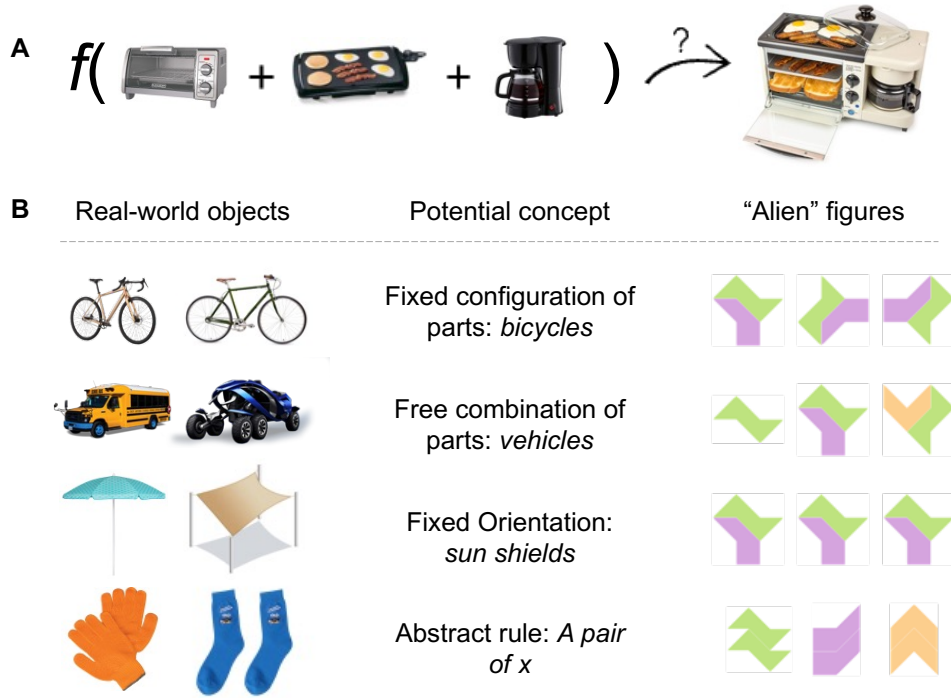 A
f( + + ) ?
B
Real-world objects Potential concept “Alien” figures
Fixed configuration of
parts: bicycles
Free combination of
parts: vehicles
Fixed Orientation:
sun shields
Abstract rule: A pair
of x